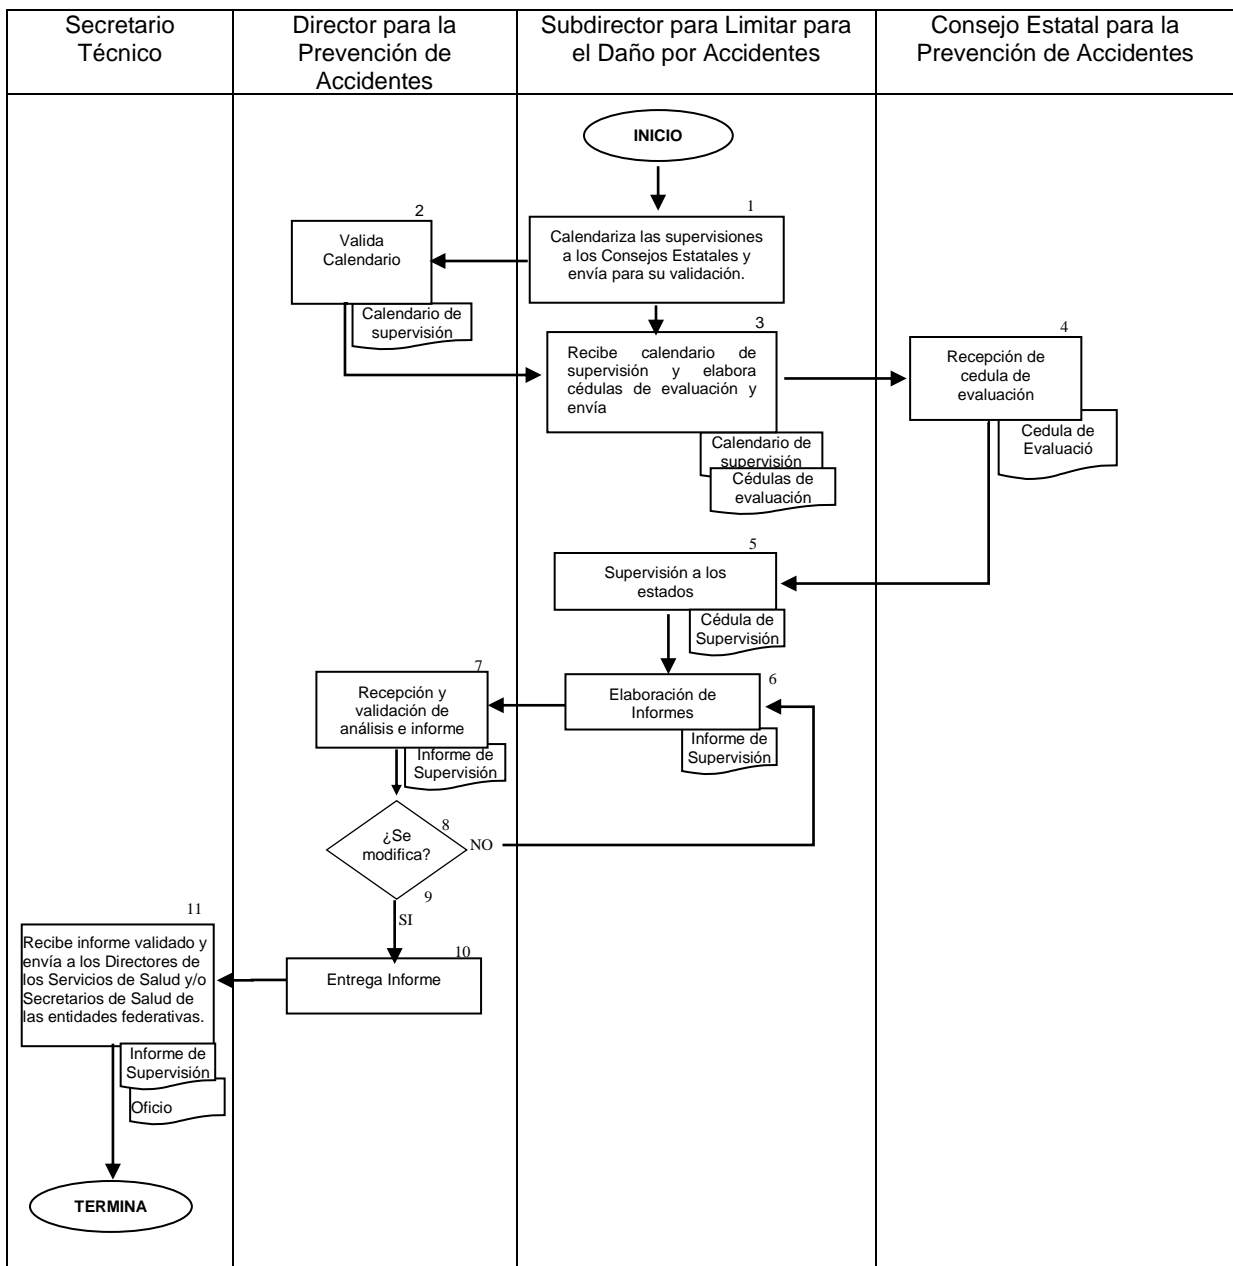 Secretario
Técnico
Director para la
Prevención de
Accidentes
Subdirector para Limitar para
el Daño por Accidentes
Consejo Estatal para la
Prevención de Accidentes
INICIO
1
Calendariza las supervisiones
a los Consejos Estatales y
envía para su validación.
2
Valida
Calendario
Calendario de
supervisión
3
Recibe calendario de
supervisión y elabora
cédulas de evaluación y
envía
Calendario de
supervisión
Cédulas de
evaluación
4
Recepción de
cedula de
evaluación
Cedula de
Evaluació
5
Supervisión a los
estados
Cédula de
Supervisión
6
Elaboración de
Informes
Informe de
Supervisión
7
Recepción y
validación de
análisis e informe
Informe de
Supervisión
8
¿Se
modifica?
NO
9
SI
10
Entrega Informe
11
Recibe informe validado y
envía a los Directores de
los Servicios de Salud y/o
Secretarios de Salud de
las entidades federativas.
Informe de
Supervisión
Oficio
TERMINA